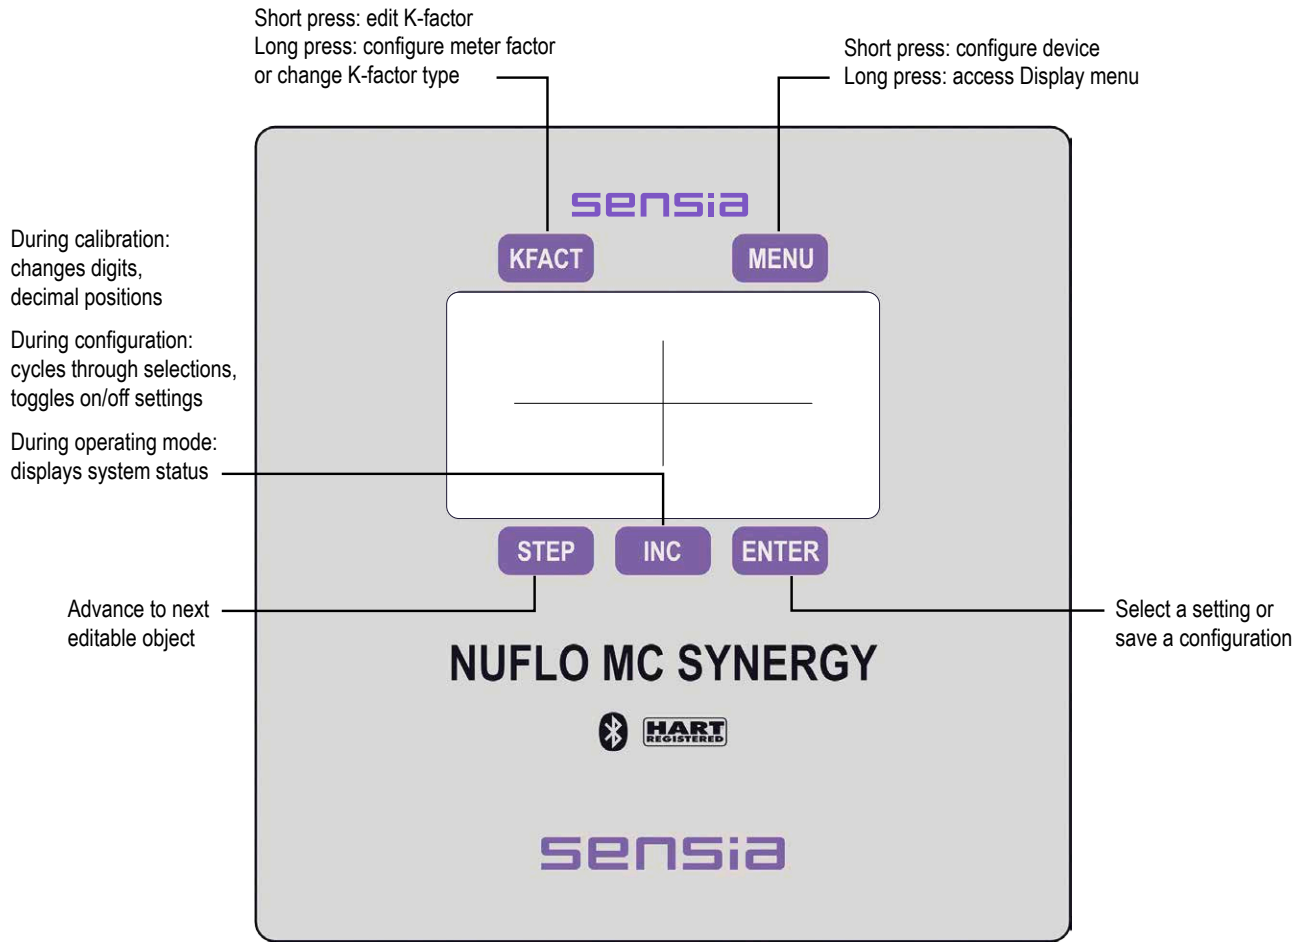 Short press: edit K-factor
Long press: configure meter factor
or change K-factor type
Short press: configure device
Long press: access Display menu
sensia
During calibration:
changes digits,
decimal positions
KFACT
MENU
During configuration:
cycles through selections,
toggles on/off settings
During operating mode:
displays system status
STEP
INC
ENTER
Advance to next
editable object
Select a setting or
save a configuration
NUFLO MC SYNERGY
HART
REGISTERED
sensia